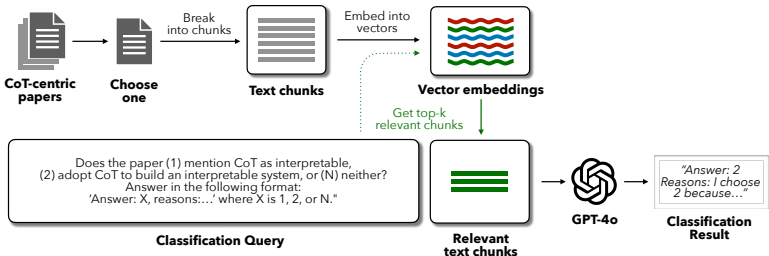 CoT-centric
papers
Choose
one
Break
into chunks
Text chunks
Embed into
vectors
Vector embeddings
Get top-k
relevant chunks
Does the paper (1) mention CoT as interpretable,
(2) adopt CoT to build an interpretable system, or (N) neither?
Answer in the following format:
‘Answer: X, reasons:...’ where X is 1, 2, or N."
Classification Query
Relevant
text chunks
GPT-4o
“Answer: 2
Reasons: I choose
2 because...”
Classification
Result